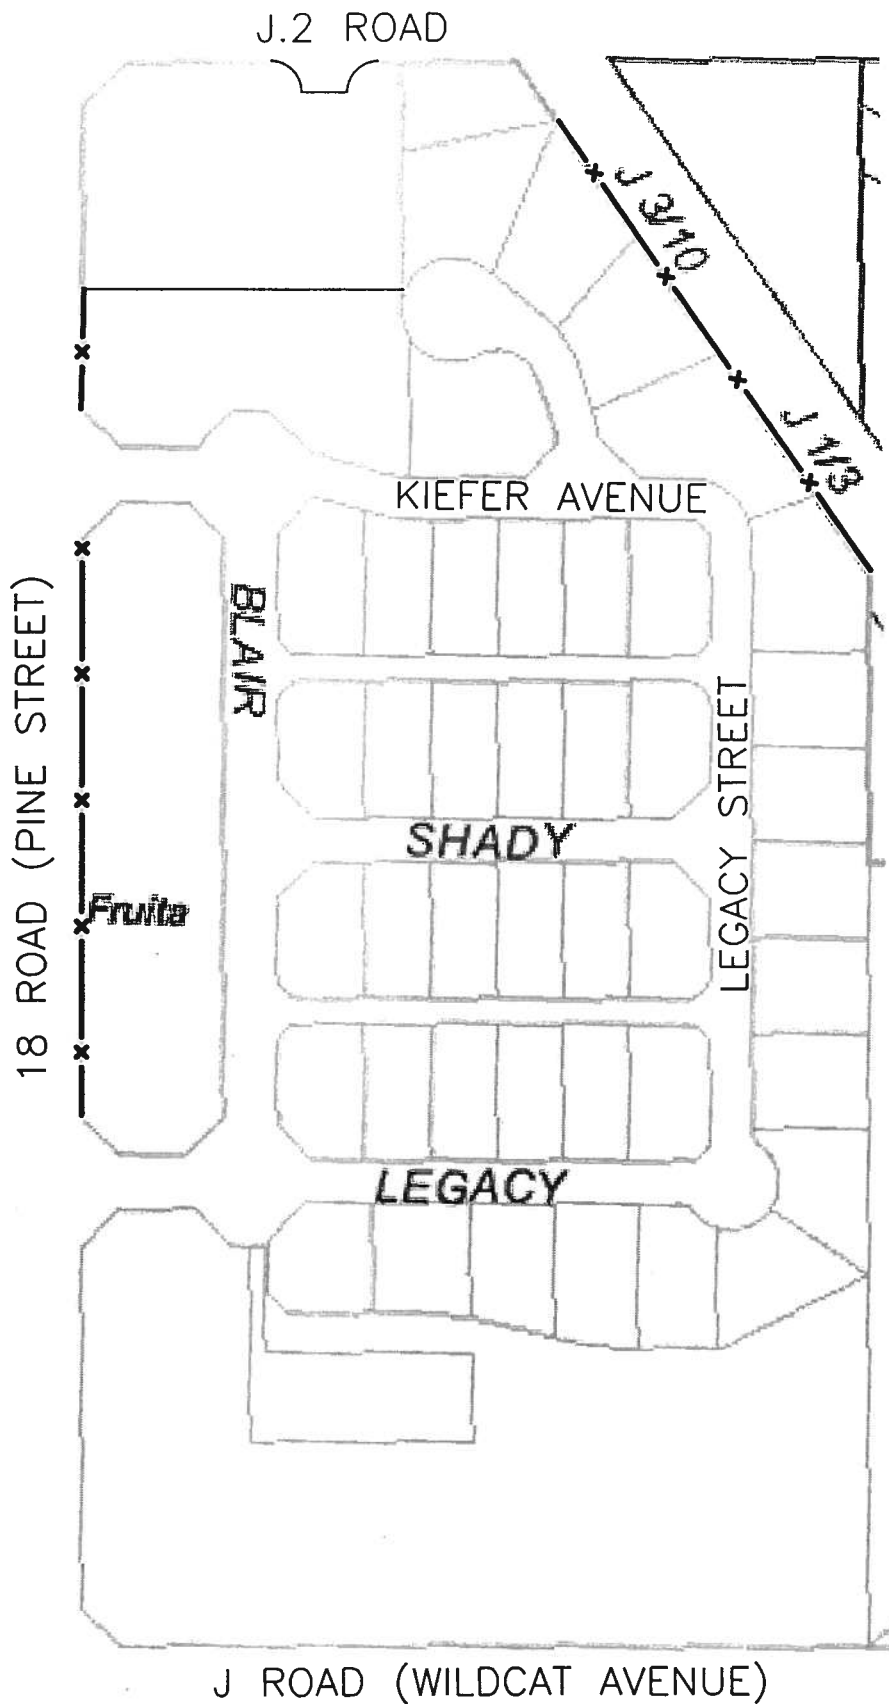 J.2 ROAD
J 3/10
J 1/3
KIEFER AVENUE
BLAIR
18 ROAD (PINE STREET)
LEGACY STREET
SHADY
Fruita
LEGACY
J ROAD (WILDCAT AVENUE)